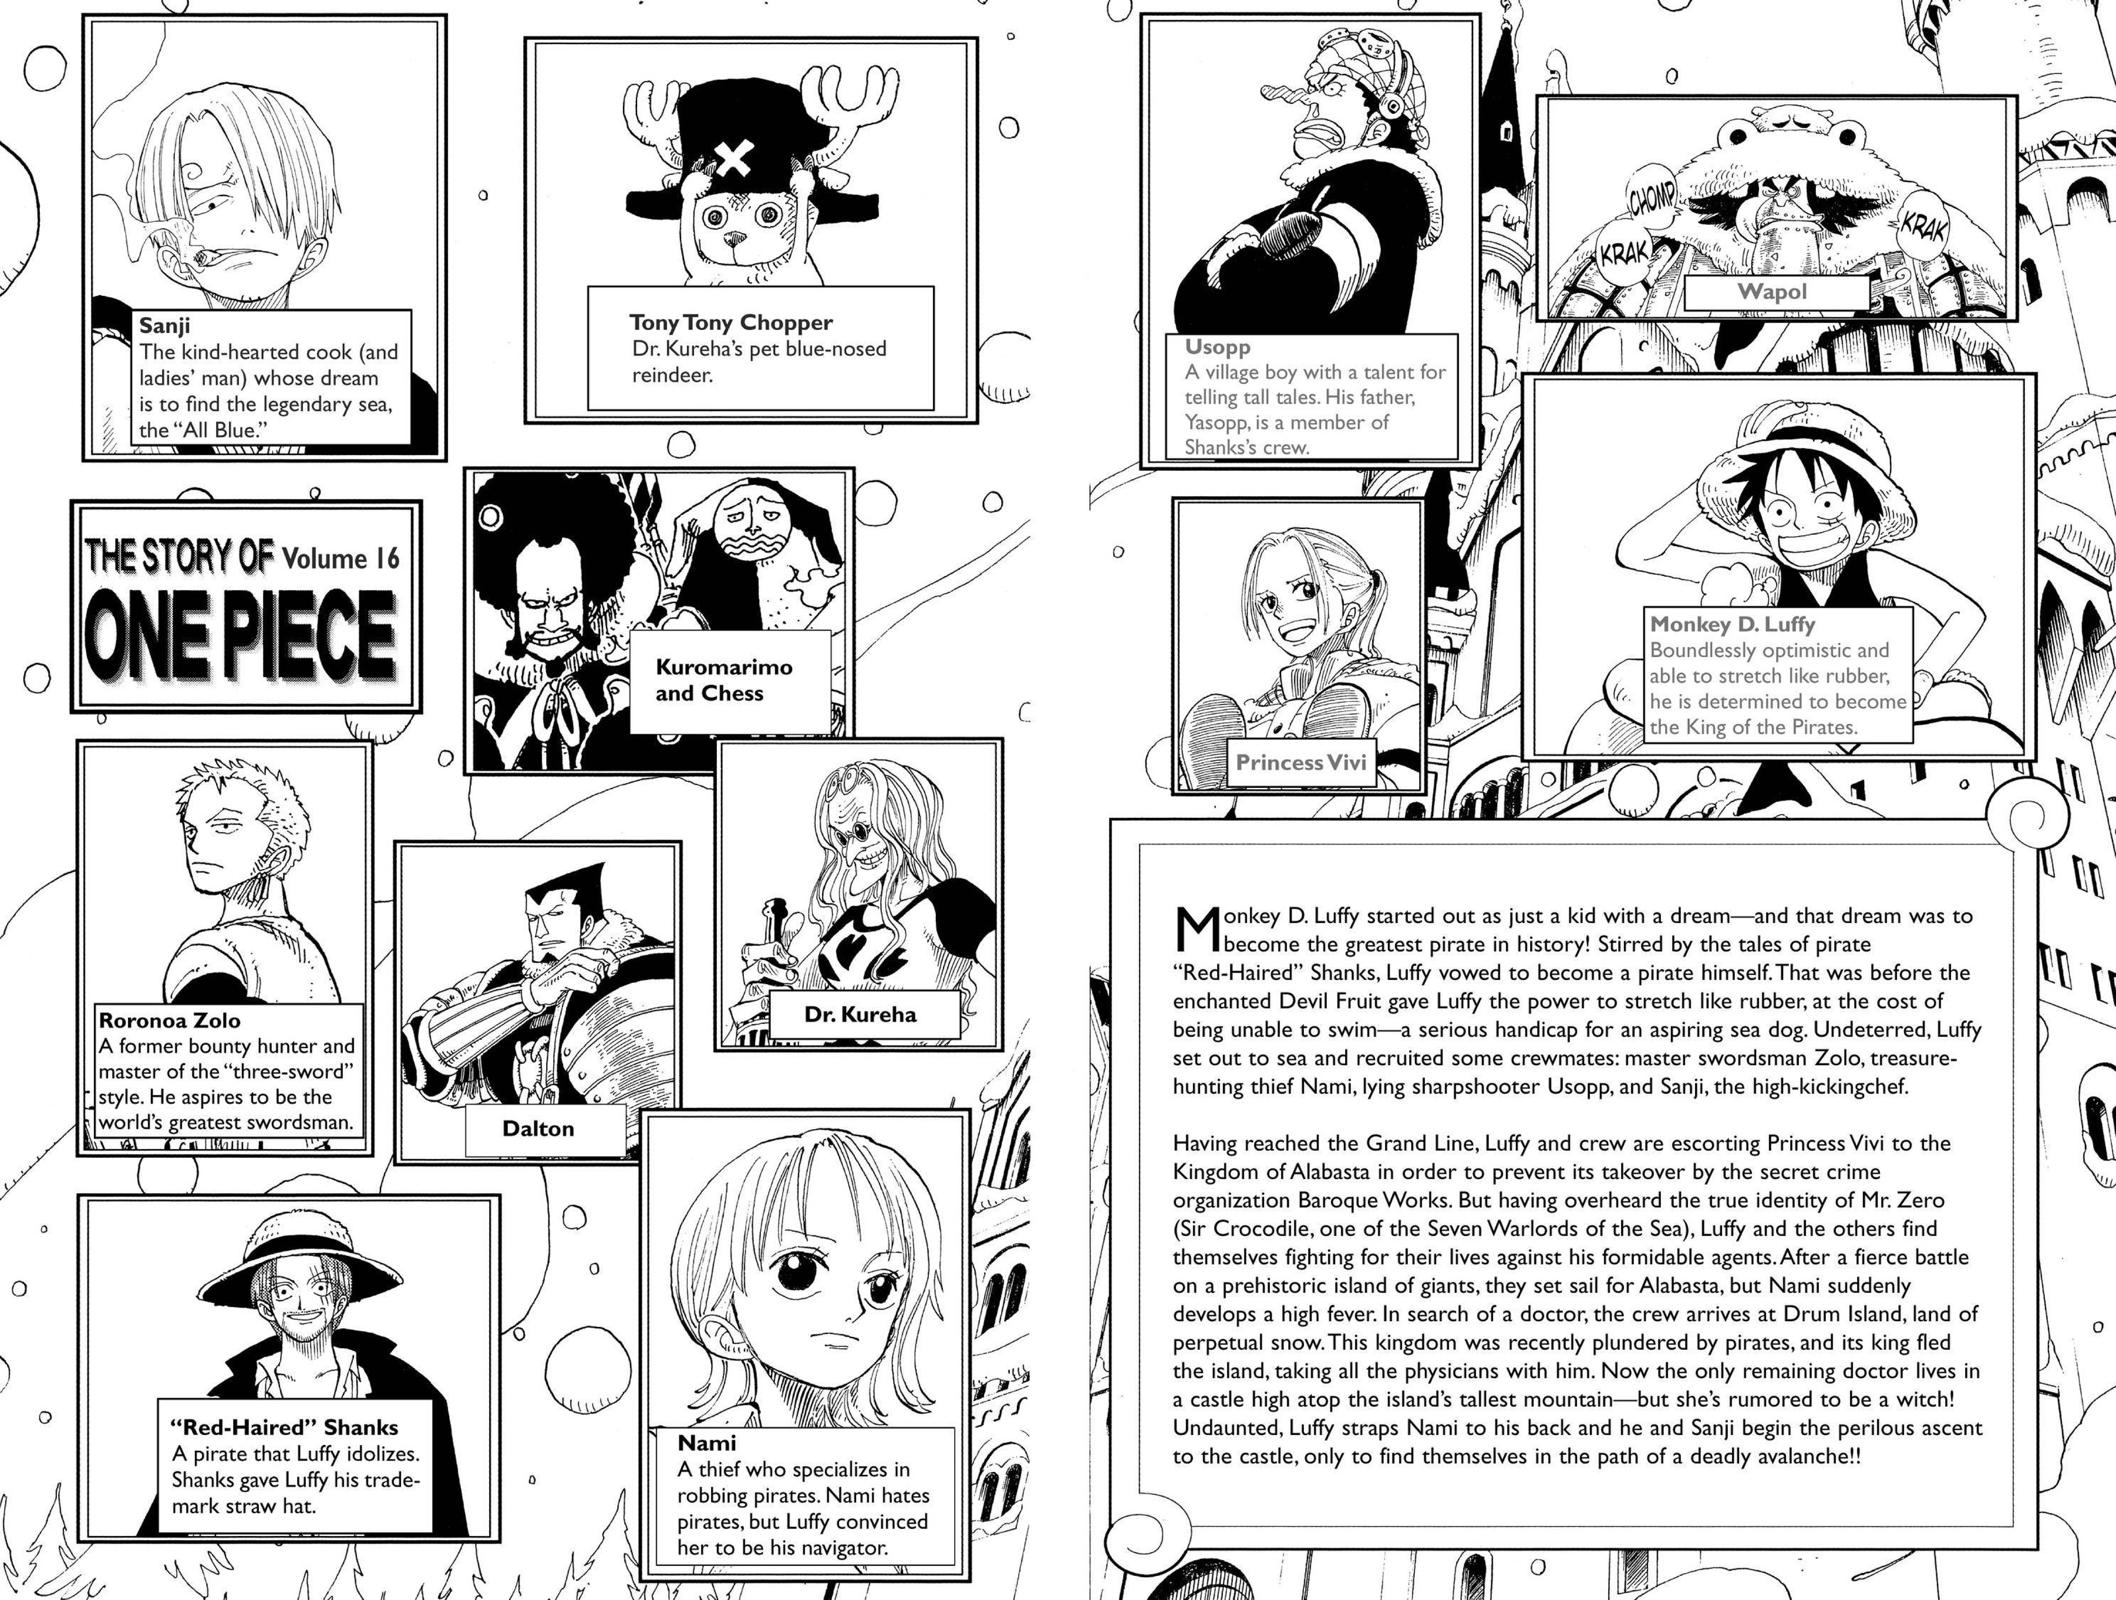 Sanji
The kind-hearted cook (and
ladies' man) whose dream
is to find the legendary sea,
the "All Blue."
Tony Tony Chopper
Dr. Kureha's pet blue-nosed
reindeer.
THE STORY OF
ONE PIECE
Volume 16
Kuromarimo
and Chess
Roronoa Zolo
A former bounty hunter and
master of the "three-sword"
style. He aspires to be the
world's greatest swordsman.
Dalton
Dr. Kureha
"Red-Haired" Shanks
A pirate that Luffy idolizes.
Shanks gave Luffy his trade-
mark straw hat.
Nami
A thief who specializes in
robbing pirates. Nami hates
pirates, but Luffy convinced
her to be his navigator.
Usopp
A village boy with a talent for
telling tall tales. His father,
Yasopp, is a member of
Shanks's crew.
CHOMP
KRAK
KRAK
Wapol
Princess Vivi
Monkey D. Luffy
Boundlessly optimistic and
able to stretch like rubber,
he is determined to become
the King of the Pirates.
Monkey D. Luffy started out as just a kid with a dream—and that dream was to
become the greatest pirate in history! Stirred by the tales of pirate
"Red-Haired" Shanks, Luffy vowed to become a pirate himself. That was before the
enchanted Devil Fruit gave Luffy the power to stretch like rubber, at the cost of
being unable to swim—a serious handicap for an aspiring sea dog. Undeterred, Luffy
set out to sea and recruited some crewmates: master swordsman Zolo, treasure-
hunting thief Nami, lying sharpshooter Usopp, and Sanji, the high-kickingchef.
Having reached the Grand Line, Luffy and crew are escorting Princess Vivi to the
Kingdom of Alabasta in order to prevent its takeover by the secret crime
organization Baroque Works. But having overheard the true identity of Mr. Zero
(Sir Crocodile, one of the Seven Warlords of the Sea), Luffy and the others find
themselves fighting for their lives against his formidable agents. After a fierce battle
on a prehistoric island of giants, they set sail for Alabasta, but Nami suddenly
develops a high fever. In search of a doctor, the crew arrives at Drum Island, land of
perpetual snow. This kingdom was recently plundered by pirates, and its king fled
the island, taking all the physicians with him. Now the only remaining doctor lives in
a castle high atop the island's tallest mountain—but she's rumored to be a witch!
Undaunted, Luffy straps Nami to his back and he and Sanji begin the perilous ascent
to the castle, only to find themselves in the path of a deadly avalanche!!